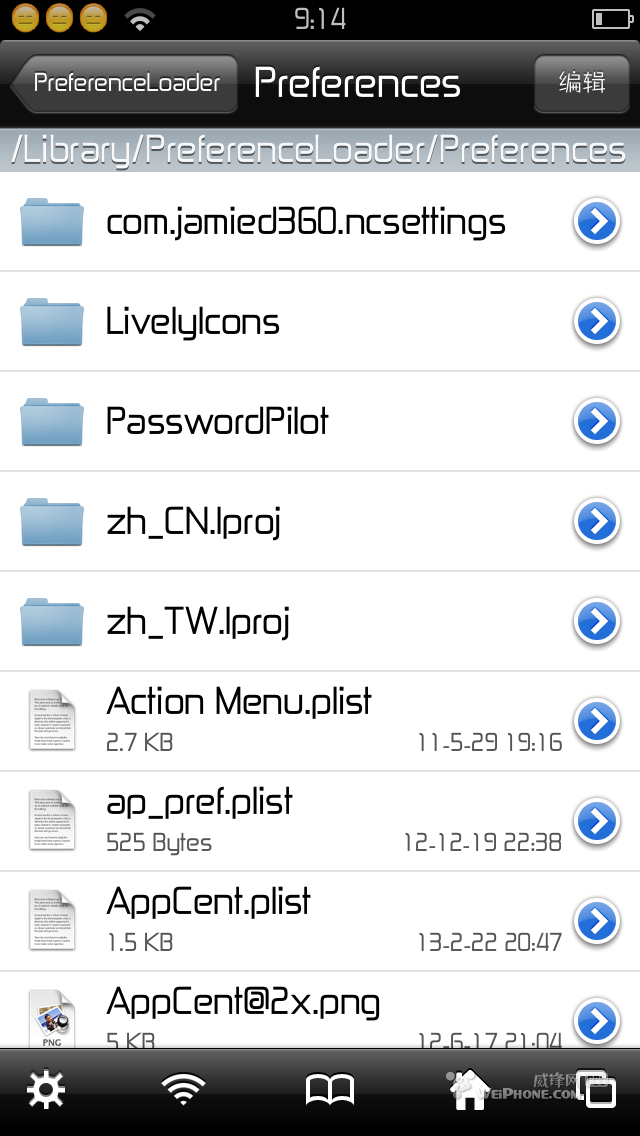 9:14
PreferenceLoader Preferences 编辑
/Library/PreferenceLoader/Preferences
com.jamied360.ncsettings
LivelyIcons
PasswordPilot
zh_CN.lproj
zh_TW.lproj
Action Menu.plist
2.7 KB 11-5-29 19:16
ap_pref.plist
525 Bytes 12-12-19 22:38
AppCent.plist
1.5 KB 13-2-22 20:47
AppCent@2x.png
PNG
5 KB 12-6-17 21:04
威锋网
WEiPHONE.COM